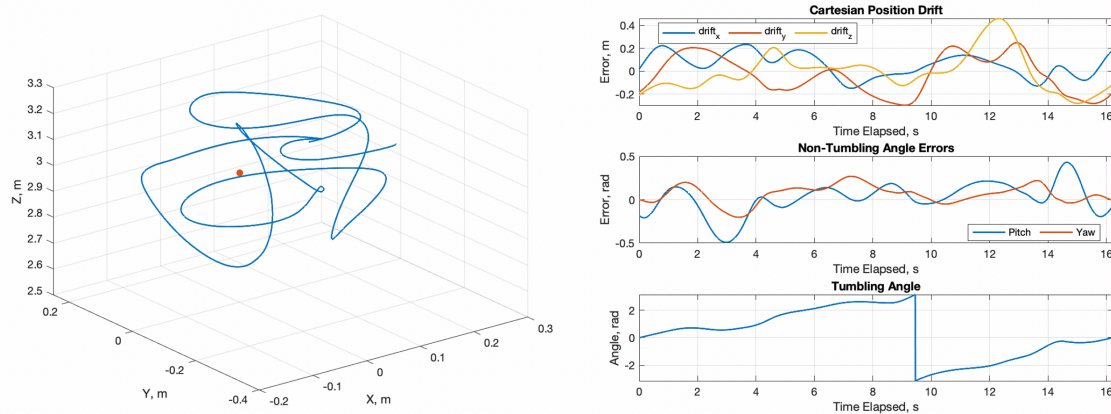 3.3
3.2
3.1
3
2.9
2.8
2.7
2.6
2.5
Z, m
0.2
0
-0.2
-0.4
Y, m
-0.2
-0.1
0
0.1
0.2
0.3
X, m
Cartesian Position Drift
drift_x drift_y drift_z
0.4
0.2
0
-0.2
Error, m
0 2 4 6 8 10 12 14 16
Time Elapsed, s
Non-Tumbling Angle Errors
0.5
0
-0.5
Error, rad
Pitch Yaw
0 2 4 6 8 10 12 14 16
Time Elapsed, s
Tumbling Angle
2
0
-2
Angle, rad
0 2 4 6 8 10 12 14 16
Time Elapsed, s